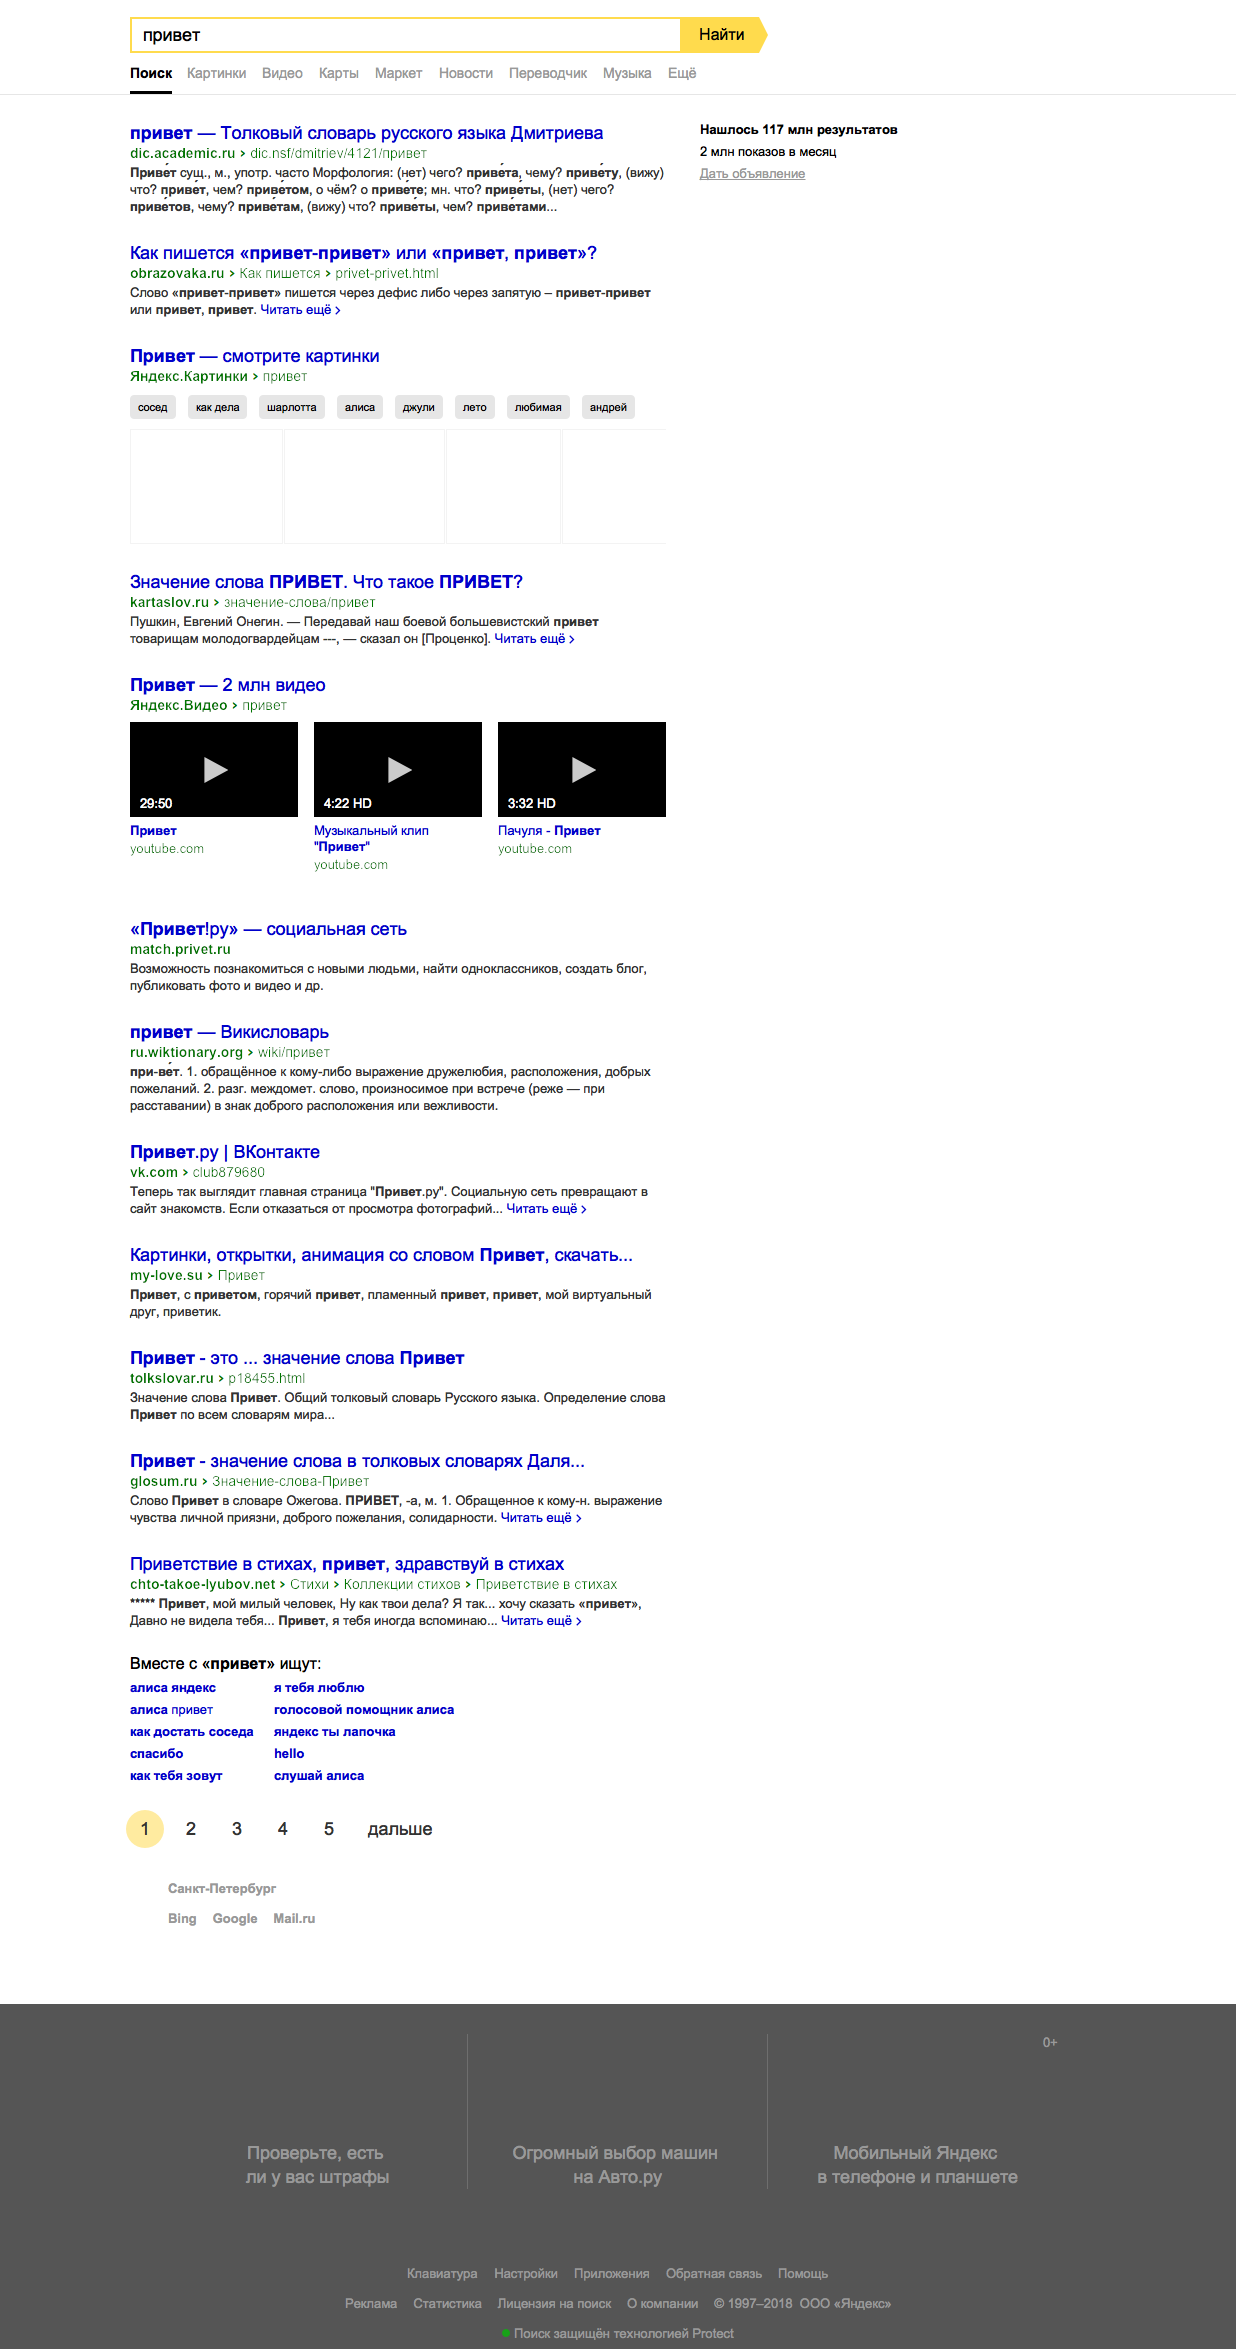 привет
Найти
Поиск Картинки Видео Карты Маркет Новости Переводчик Музыка Ещё
привет — Толковый словарь русского языка Дмитриева
dic.academic.ru › dic.nsf/dmitriev/4121/привет
Приве́т сущ., м., употр. часто Морфология: (нет) чего? приве́та, чему? приве́ту, (вижу)
что? приве́т, чем? приве́том, о чём? о приве́те; мн. что? приве́ты, (нет) чего?
приве́тов, чему? приве́там, (вижу) что? приве́ты, чем? приве́тами...
Нашлось 117 млн результатов
2 млн показов в месяц
Дать объявление
Как пишется «привет-привет» или «привет, привет»?
obrazovaka.ru › Как пишется › privet-privet.html
Слово «привет-привет» пишется через дефис либо через запятую – привет-привет
или привет, привет. Читать ещё ›
Привет — смотрите картинки
Яндекс.Картинки › привет
сосед как дела шарлотта алиса джули лето любимая андрей
Значение слова ПРИВЕТ. Что такое ПРИВЕТ?
kartaslov.ru › значение-слова/привет
Пушкин, Евгений Онегин. — Передавай наш боевой большевистский привет
товарищам молодогвардейцам ---, — сказал он [Проценко]. Читать ещё ›
Привет — 2 млн видео
Яндекс.Видео › привет
29:50
4:22 HD
3:32 HD
Привет
youtube.com
Музыкальный клип
"Привет"
youtube.com
Пачуля - Привет
youtube.com
«Привет!ру» — социальная сеть
match.privet.ru
Возможность познакомиться с новыми людьми, найти одноклассников, создать блог,
публиковать фото и видео и др.
привет — Викисловарь
ru.wiktionary.org › wiki/привет
при-ве́т. 1. обращённое к кому-либо выражение дружелюбия, расположения, добрых
пожеланий. 2. разг. междомет. слово, произносимое при встрече (реже — при
расставании) в знак доброго расположения или вежливости.
Привет.ру | ВКонтакте
vk.com › club879680
Теперь так выглядит главная страница "Привет.ру". Социальную сеть превращают в
сайт знакомств. Если отказаться от просмотра фотографий... Читать ещё ›
Картинки, открытки, анимация со словом Привет, скачать...
my-love.su › Привет
Привет, с приветом, горячий привет, пламенный привет, привет, мой виртуальный
друг, приветик.
Привет - это ... значение слова Привет
tolkslovar.ru › p18455.html
Значение слова Привет. Общий толковый словарь Русского языка. Определение слова
Привет по всем словарям мира...
Привет - значение слова в толковых словарях Даля...
glosum.ru › Значение-слова-Привет
Слово Привет в словаре Ожегова. ПРИВЕТ, -а, м. 1. Обращенное к кому-н. выражение
чувства личной приязни, доброго пожелания, солидарности. Читать ещё ›
Приветствие в стихах, привет, здравствуй в стихах
chto-takoe-lyubov.net › Стихи › Коллекции стихов › Приветствие в стихах
***** Привет, мой милый человек, Ну как твои дела? Я так... хочу сказать «привет»,
Давно не видела тебя... Привет, я тебя иногда вспоминаю... Читать ещё ›
Вместе с «привет» ищут:
алиса яндекс я тебя люблю
алиса привет голосовой помощник алиса
как достать соседа яндекс ты лапочка
спасибо hello
как тебя зовут слушай алиса
1 2 3 4 5 дальше
Санкт-Петербург
Bing Google Mail.ru
0+
Проверьте, есть
ли у вас штрафы
Огромный выбор машин
на Авто.ру
Мобильный Яндекс
в телефоне и планшете
Клавиатура Настройки Приложения Обратная связь Помощь
Реклама Статистика Лицензия на поиск О компании © 1997–2018 ООО «Яндекс»
Поиск защищён технологией Protect